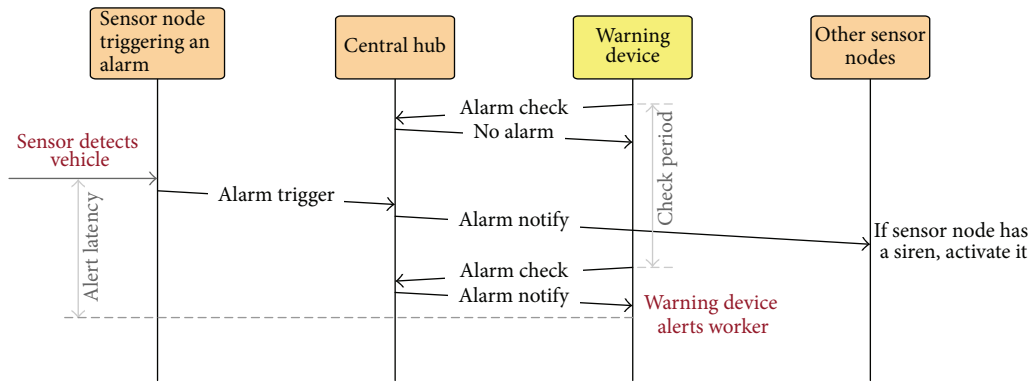 Sensor node
triggering an
alarm
Central hub
Warning
device
Other sensor
nodes
Alarm check
No alarm
Sensor detects
vehicle
Check period
Alarm trigger
Alert latency
Alarm notify
If sensor node has
a siren, activate it
Alarm check
Alarm notify
Warning device
alerts worker